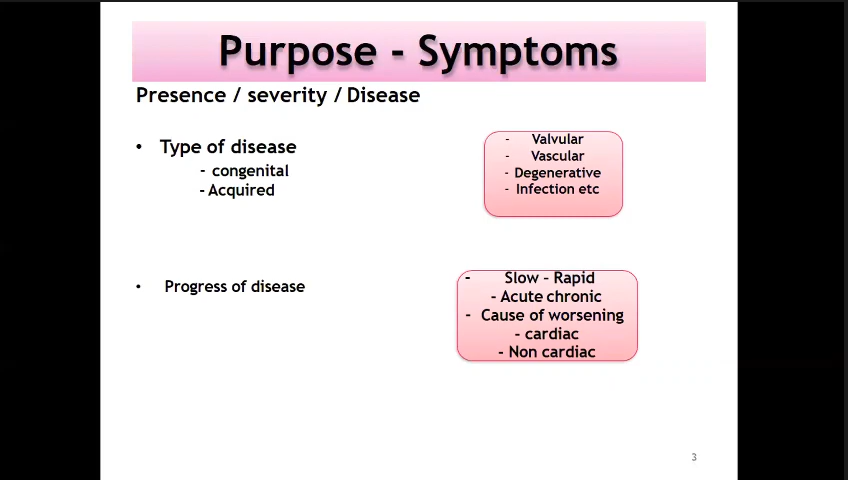 Purpose - Symptoms
Presence / severity / Disease
• Type of disease
- congenital
- Acquired
- Valvular
- Vascular
- Degenerative
- Infection etc
• Progress of disease
- Slow – Rapid
- Acute chronic
- Cause of worsening
- cardiac
- Non cardiac
3